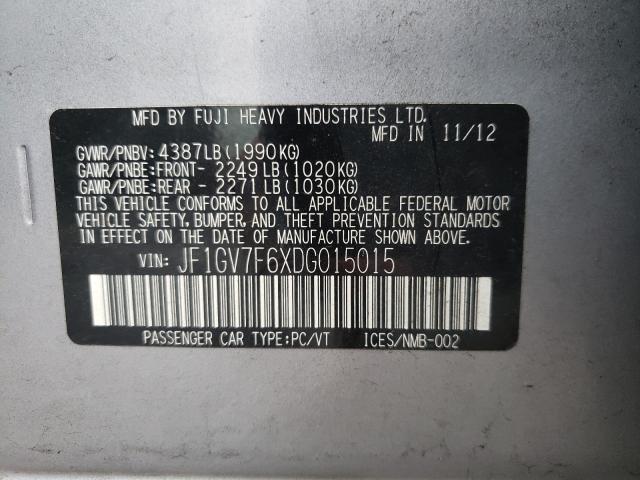 MFD BY FUJI HEAVY INDUSTRIES LTD.
MFD IN 11/12
GVWR/PNBV: 4387LB(1990KG)
GAWR/PNBE:FRONT- 2249LB(1020KG)
GAWR/PNBE:REAR - 2271LB(1030KG)
THIS VEHICLE CONFORMS TO ALL APPLICABLE FEDERAL MOTOR
VEHICLE SAFETY, BUMPER, AND THEFT PREVENTION STANDARDS
IN EFFECT ON THE DATE OF MANUFACTURE SHOWN ABOVE.
VIN: JF1GV7F6XDG015015
PASSENGER CAR TYPE:PC/VT ICES/NMB-002